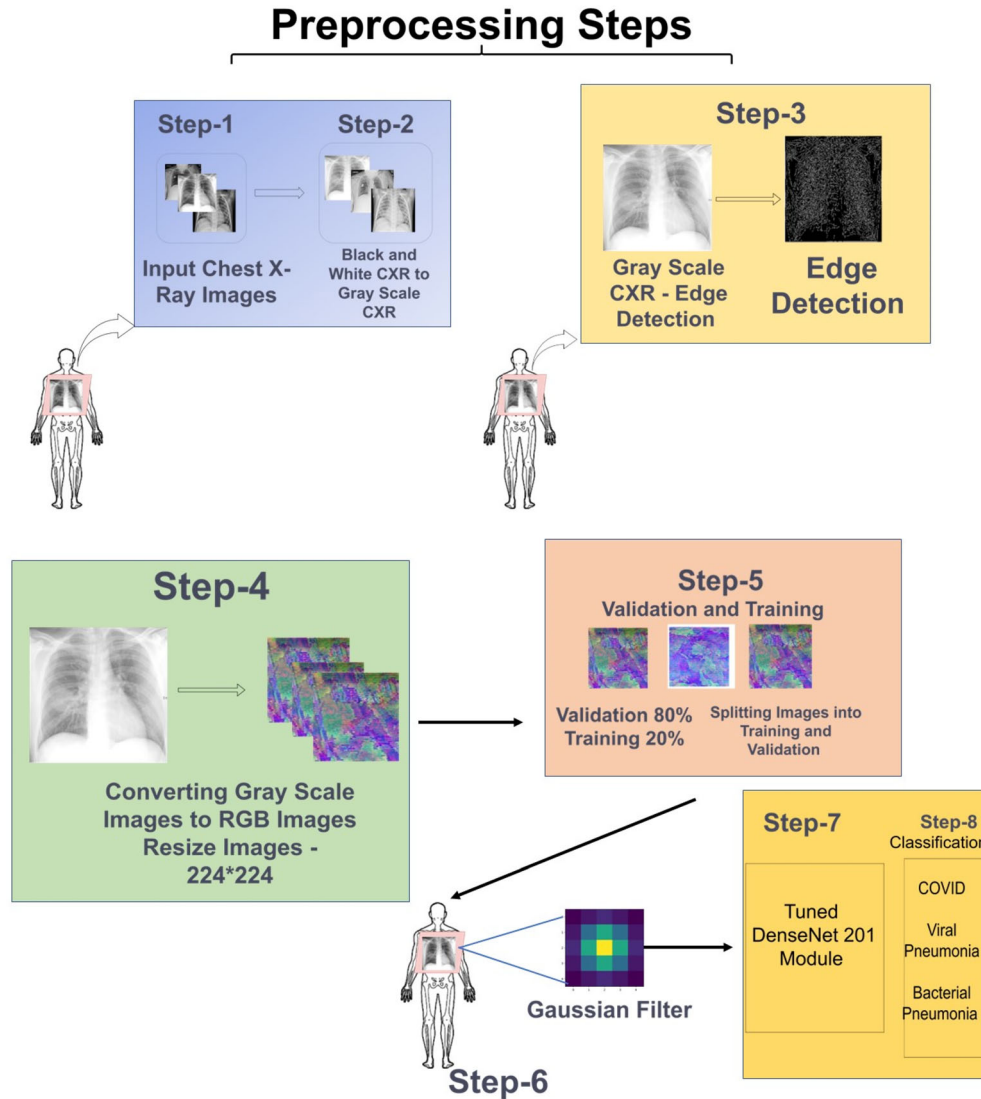 Preprocessing Steps
Step-1
Input Chest X-
Ray Images
Step-2
Black and
White CXR to
Gray Scale
CXR
Step-3
Gray Scale
CXR - Edge
Detection
Edge
Detection
Step-4
Converting Gray Scale
Images to RGB Images
Resize Images -
224*224
Step-5
Validation and Training
Validation 80%
Training 20%
Splitting Images into
Training and
Validation
Gaussian Filter
Step-6
Step-7
Tuned
DenseNet 201
Module
Step-8
Classification
COVID
Viral
Pneumonia
Bacterial
Pneumonia